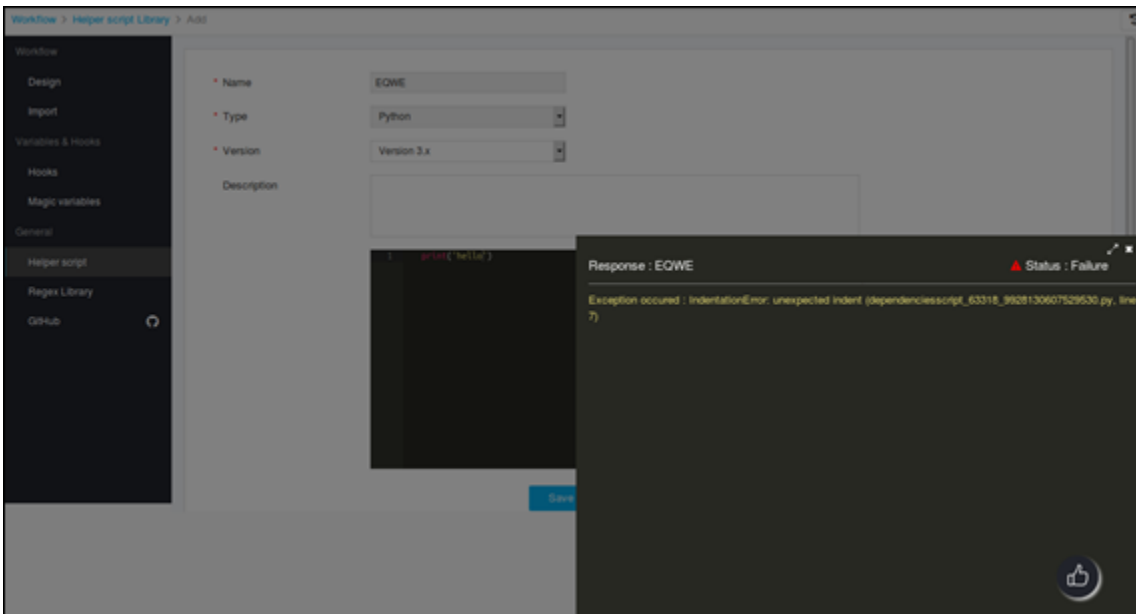 Workflow > Helper script Library > Add
Workflow
Design
Import
Variables & Hooks
Hooks
Magic variables
General
Helper script
Regex Library
GitHub
* Name EQWE
* Type Python
* Version Version 3.x
Description
1 print('hello')
Save
Response : EQWE Status : Failure
Exception occured : IndentationError: unexpected indent (dependenciesscript_63318_9928130607529530.py, line
7)